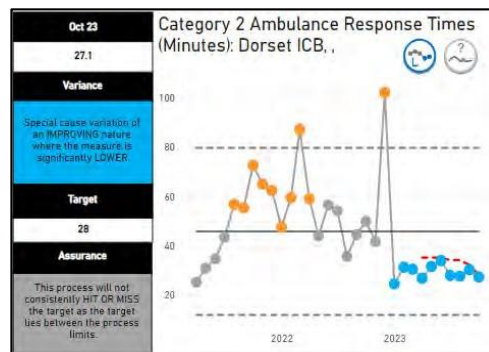 Oct 23
27.1
Variance
Special cause variation of
an IMPROVING nature
where the measure is
significantly LOWER.
Target
28
Assurance
This process will not
consistently HIT OR MISS
the target as the target
lies between the process
limits.
Category 2 Ambulance Response Times
(Minutes): Dorset ICB, ,
L
?
100
80
60
40
20
2022
2023